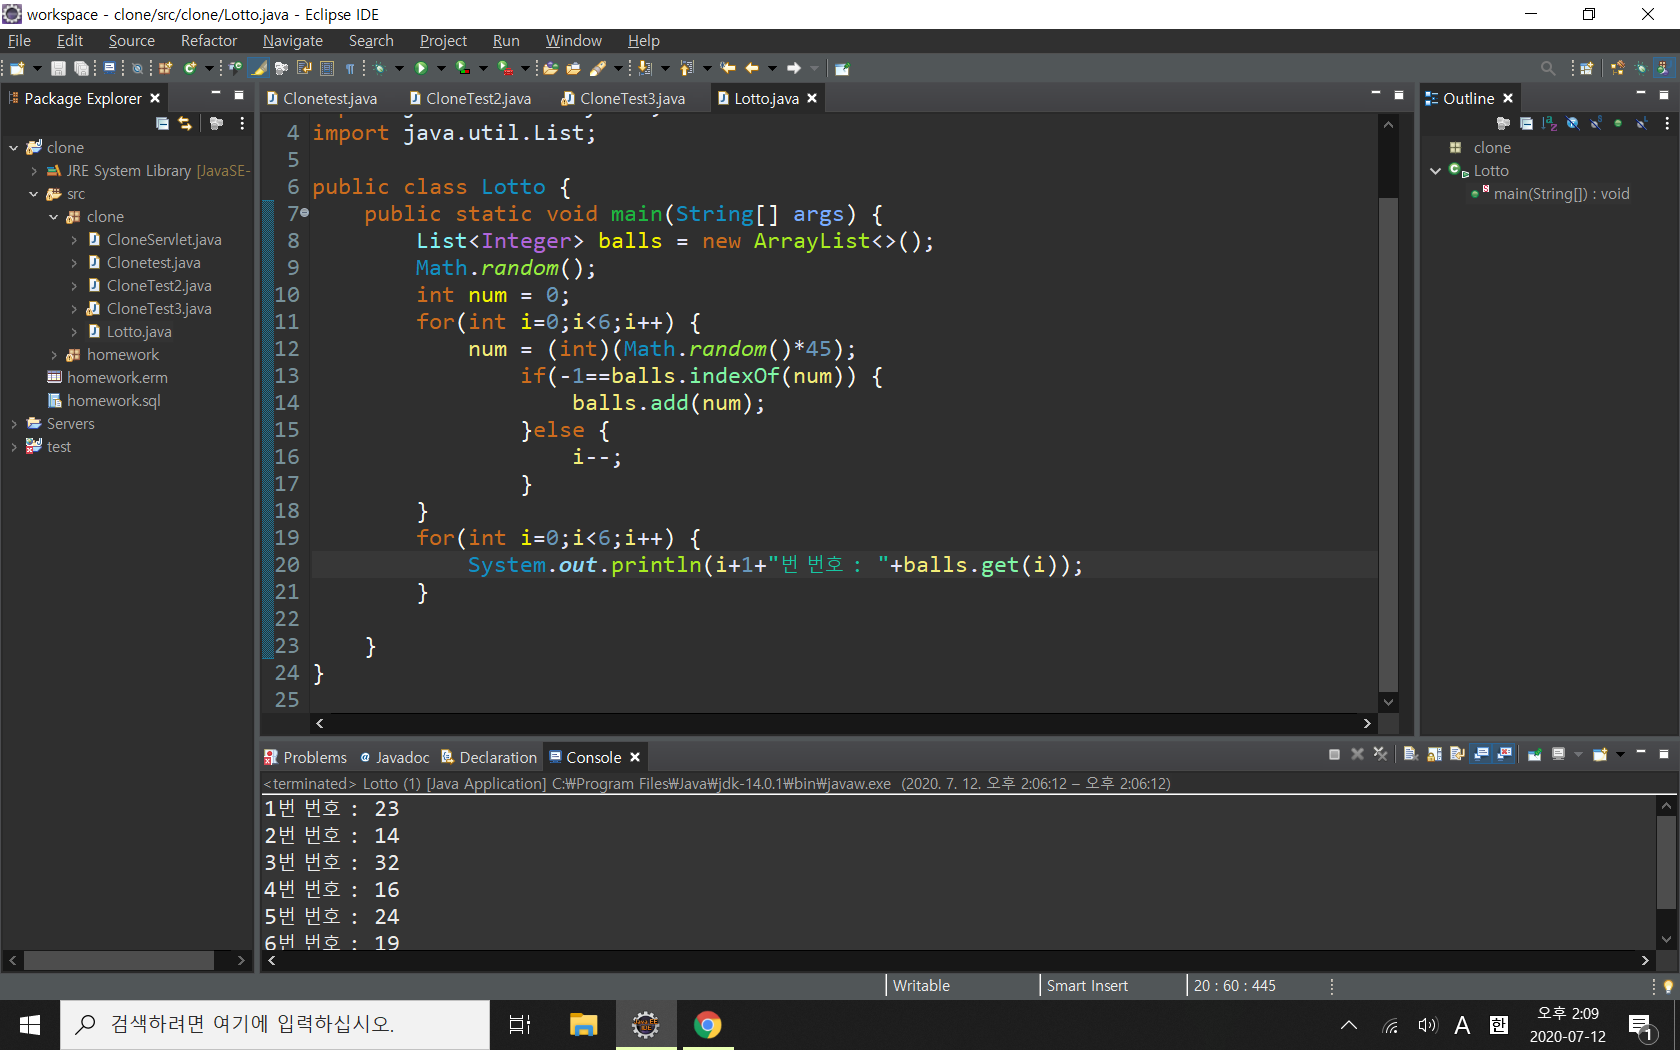 workspace - clone/src/clone/Lotto.java - Eclipse IDE
File Edit Source Refactor Navigate Search Project Run Window Help
Package Explorer
clone
JRE System Library [JavaSE-
src
clone
CloneServlet.java
Clonetest.java
CloneTest2.java
CloneTest3.java
Lotto.java
homework
homework.erm
homework.sql
Servers
test
Clonetest.java CloneTest2.java CloneTest3.java Lotto.java
4 import java.util.List;
5
6 public class Lotto {
7 public static void main(String[] args) {
8 List<Integer> balls = new ArrayList<>();
9 Math.random();
10 int num = 0;
11 for(int i=0;i<6;i++) {
12 num = (int)(Math.random()*45);
13 if(-1==balls.indexOf(num)) {
14 balls.add(num);
15 }else {
16 i--;
17 }
18 }
19 for(int i=0;i<6;i++) {
20 System.out.println(i+1+"번 번호 : "+balls.get(i));
21 }
22
23 }
24 }
25
Outline
clone
Lotto
main(String[]) : void
Problems Javadoc Declaration Console
<terminated> Lotto (1) [Java Application] C:₩Program Files₩Java₩jdk-14.0.1₩bin₩javaw.exe (2020. 7. 12. 오후 2:06:12 – 오후 2:06:12)
1번 번호 : 23
2번 번호 : 14
3번 번호 : 32
4번 번호 : 16
5번 번호 : 24
6번 번호 : 19
Writable Smart Insert 20 : 60 : 445
검색하려면 여기에 입력하십시오.
A 한 오후 2:09
2020-07-12
1